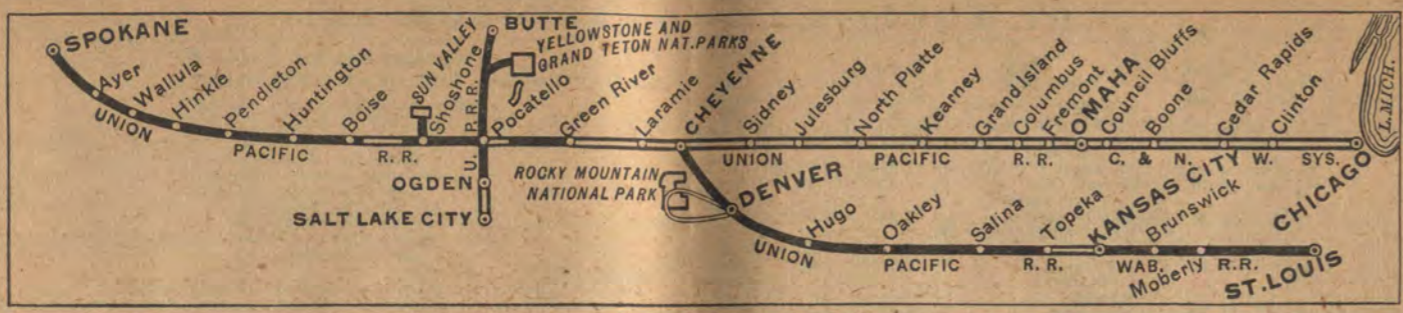 SPOKANE
Ayer
Wallula
Hinkle
Pendleton
Huntington
Boise
SUN VALLEY
Shoshone
BUTTE
YELLOWSTONE AND
GRAND TETON NAT. PARKS
Pocatello
Green River
Laramie
CHEYENNE
Sidney
Julesburg
North Platte
Kearney
Grand Island
Columbus
Fremont
OMAHA
Council Bluffs
Boone
Cedar Rapids
Clinton
L. MICH.
CHICAGO
UNION PACIFIC R. R.
U. P. R. R.
UNION PACIFIC R. R.
C. & N. W. SYS.
OGDEN
SALT LAKE CITY
ROCKY MOUNTAIN
NATIONAL PARK
DENVER
Hugo
Oakley
Salina
Topeka
KANSAS CITY
Brunswick
Moberly
ST. LOUIS
UNION PACIFIC R. R.
WAB. R.R.